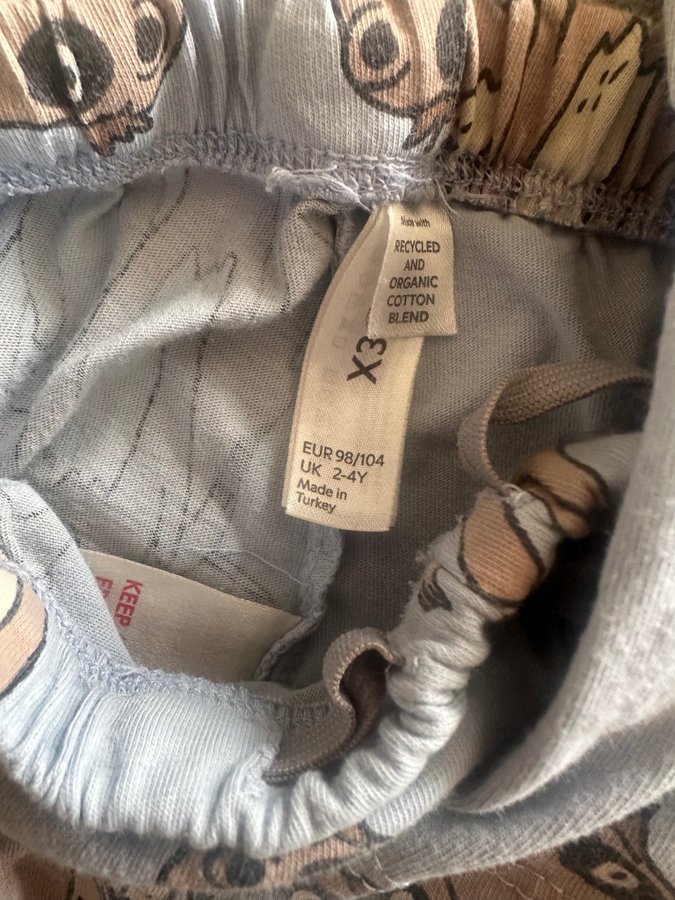 Made with
RECYCLED
AND
ORGANIC
COTTON
BLEND
X3
EUR 98/104
UK 2-4Y
Made in
Turkey
KEEP